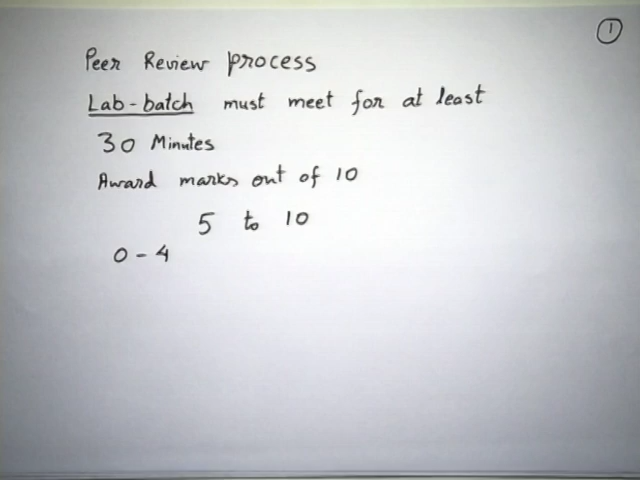 1
Peer Review process
Lab-batch must meet for at least
30 Minutes
Award marks out of 10
5 to 10
0-4